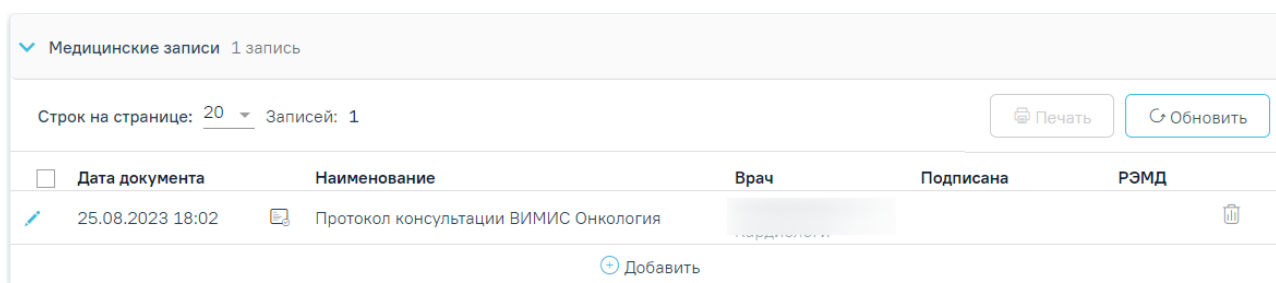 Медицинские записи 1 запись
Строк на странице: 20 Записей: 1 Печать Обновить
Дата документа Наименование Врач Подписана РЭМД
25.08.2023 18:02 Протокол консультации ВИМИС Онкология
Добавить